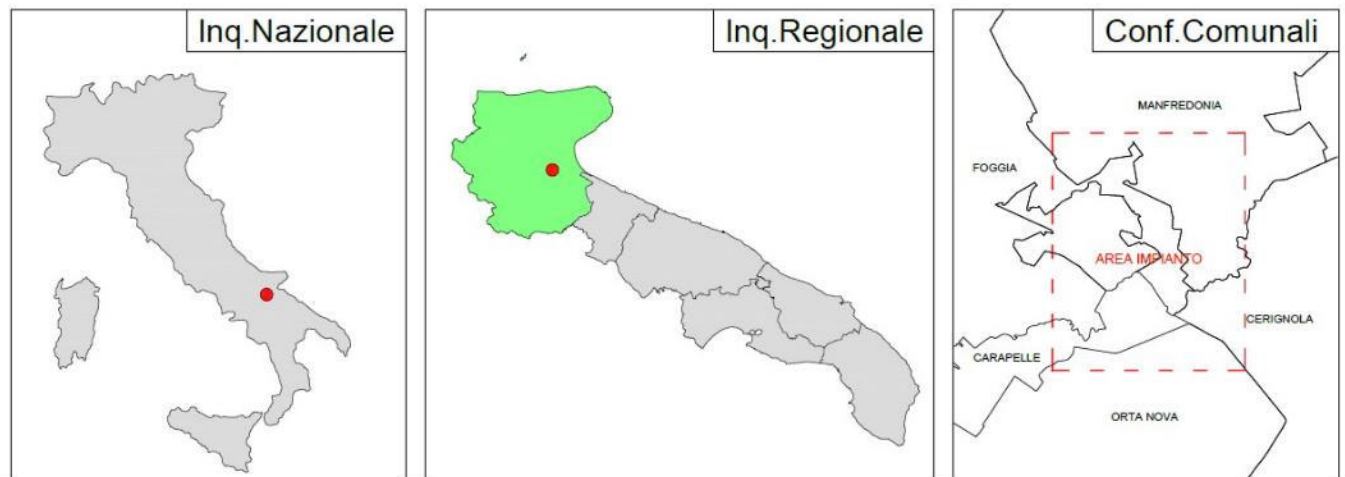 Inq.Nazionale
Inq.Regionale
Conf.Comunali
MANFREDONIA
FOGGIA
AREA IMPIANTO
CERIGNOLA
CARAPELLE
ORTA NOVA